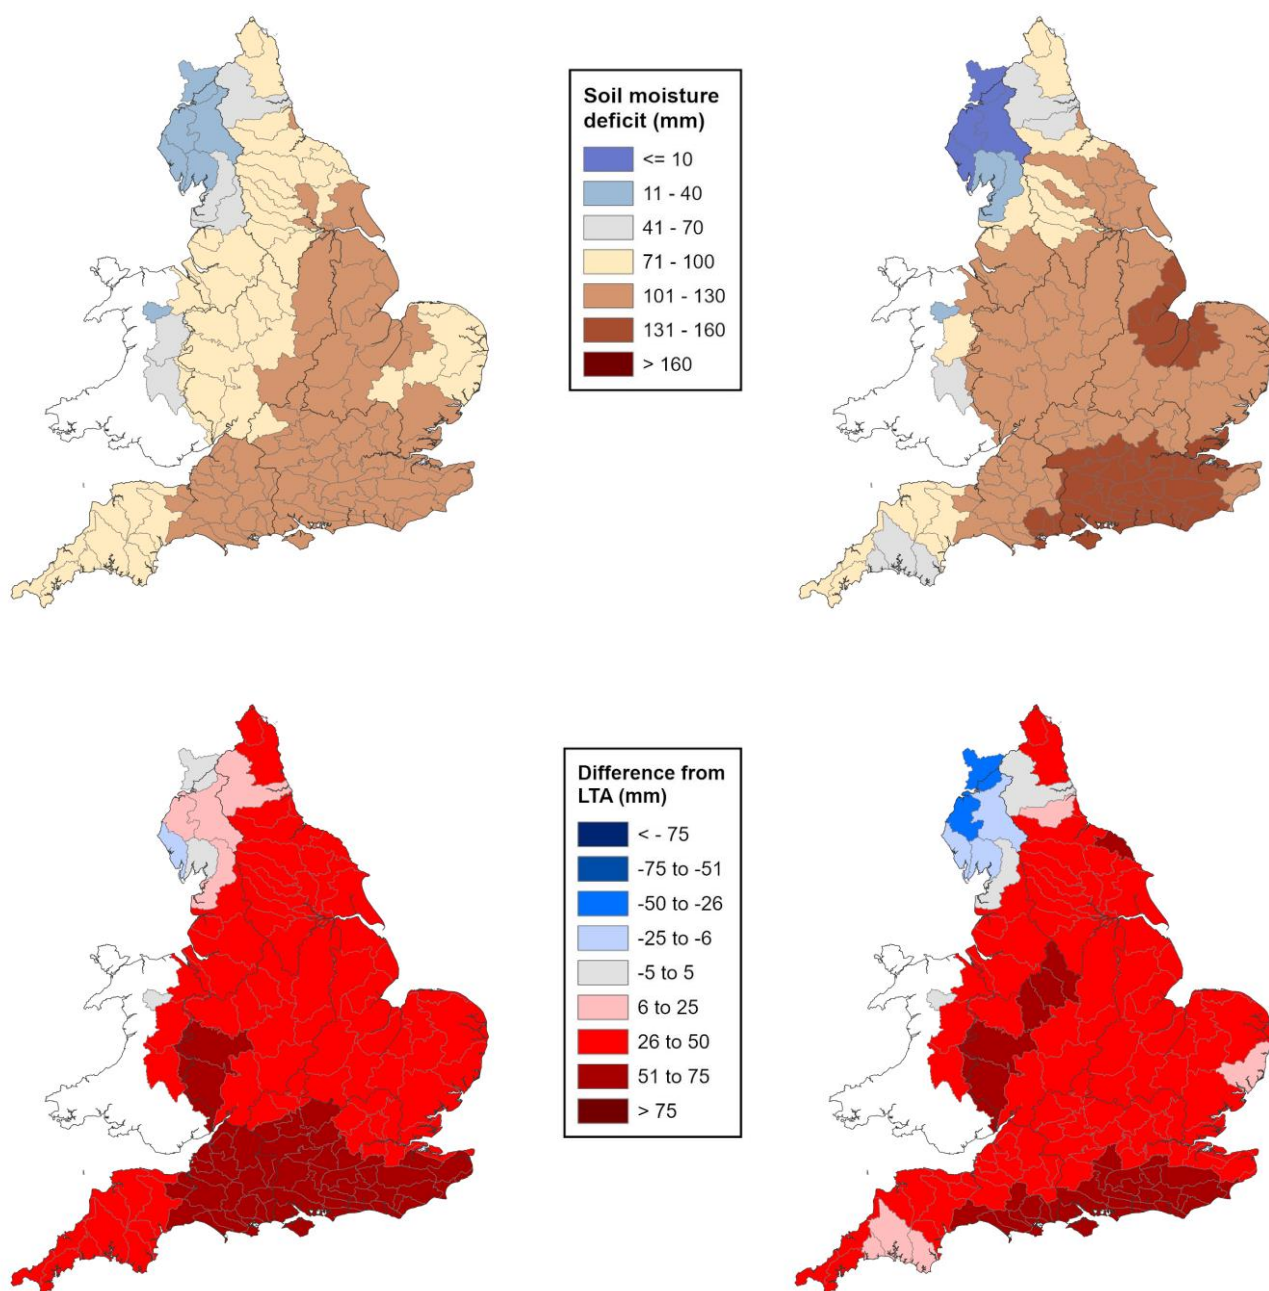 Soil moisture
deficit (mm)
<= 10
11 - 40
41 - 70
71 - 100
101 - 130
131 - 160
> 160
Difference from
LTA (mm)
< - 75
-75 to -51
-50 to -26
-25 to -6
-5 to 5
6 to 25
26 to 50
51 to 75
> 75